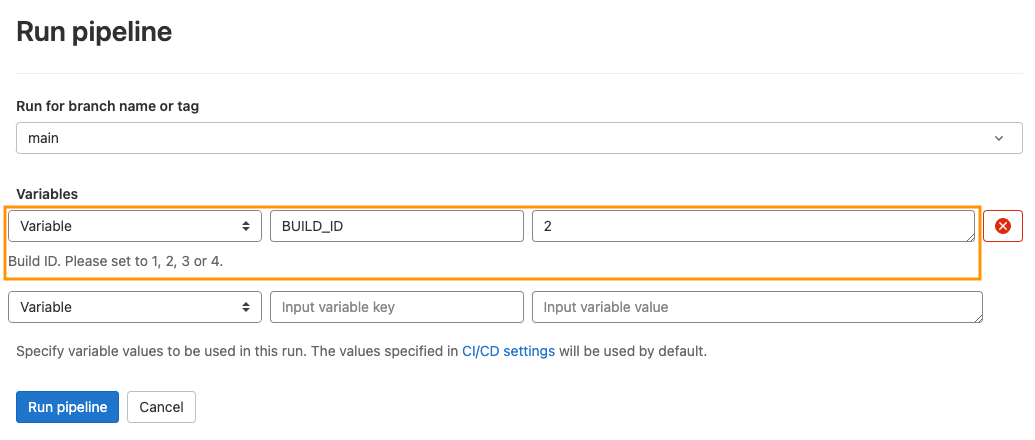 Run pipeline
Run for branch name or tag
main
Variables
Variable BUILD_ID 2
Build ID. Please set to 1, 2, 3 or 4.
Variable Input variable key Input variable value
Specify variable values to be used in this run. The values specified in CI/CD settings will be used by default.
Run pipeline Cancel